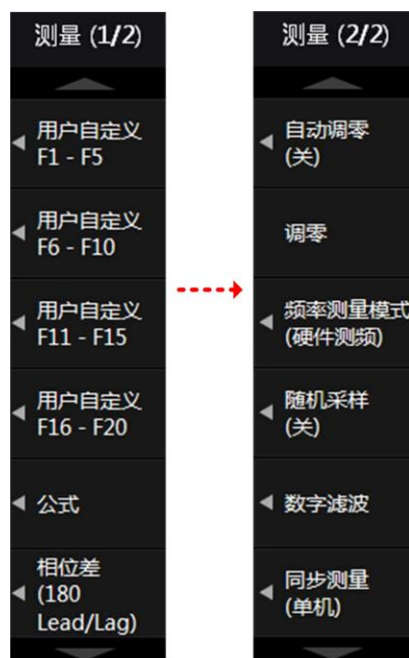 测量 (1/2)
用户自定义
F1 - F5
用户自定义
F6 - F10
用户自定义
F11 - F15
用户自定义
F16 - F20
公式
相位差
(180
Lead/Lag)
测量 (2/2)
自动调零
(关)
调零
频率测量模式
(硬件测频)
随机采样
(关)
数字滤波
同步测量
(单机)